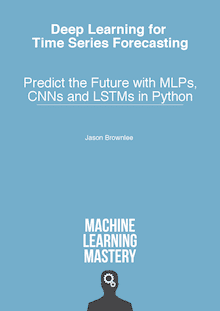 Deep Learning for
Time Series Forecasting
Predict the Future with MLPs,
CNNs and LSTMs in Python
Jason Brownlee
MACHINE
LEARNING
MASTERY